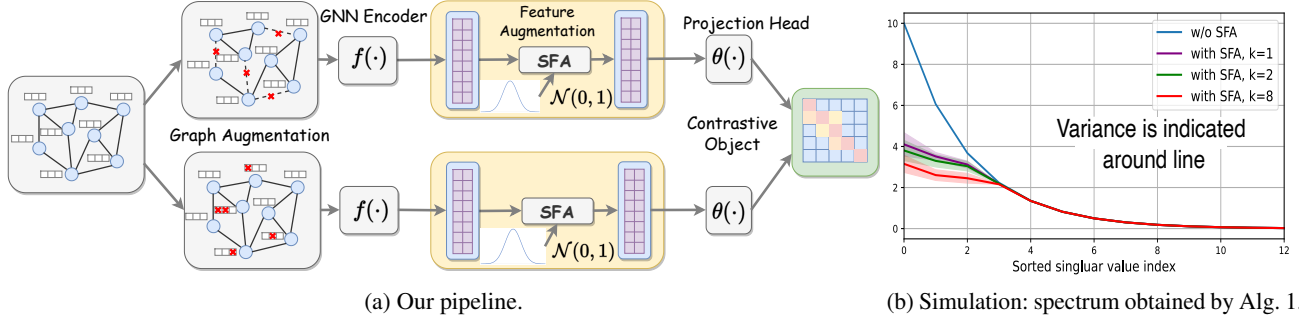 GNN Encoder
Feature
Augmentation
Projection Head
f(·)
SFA
N(0, 1)
θ(·)
Graph Augmentation
Contrastive
Object
f(·)
SFA
N(0, 1)
θ(·)
(a) Our pipeline.
10
8
6
4
2
0
w/o SFA
with SFA, k=1
with SFA, k=2
with SFA, k=8
Variance is indicated
around line
0 2 4 6 8 10 12
Sorted singluar value index
(b) Simulation: spectrum obtained by Alg. 1.